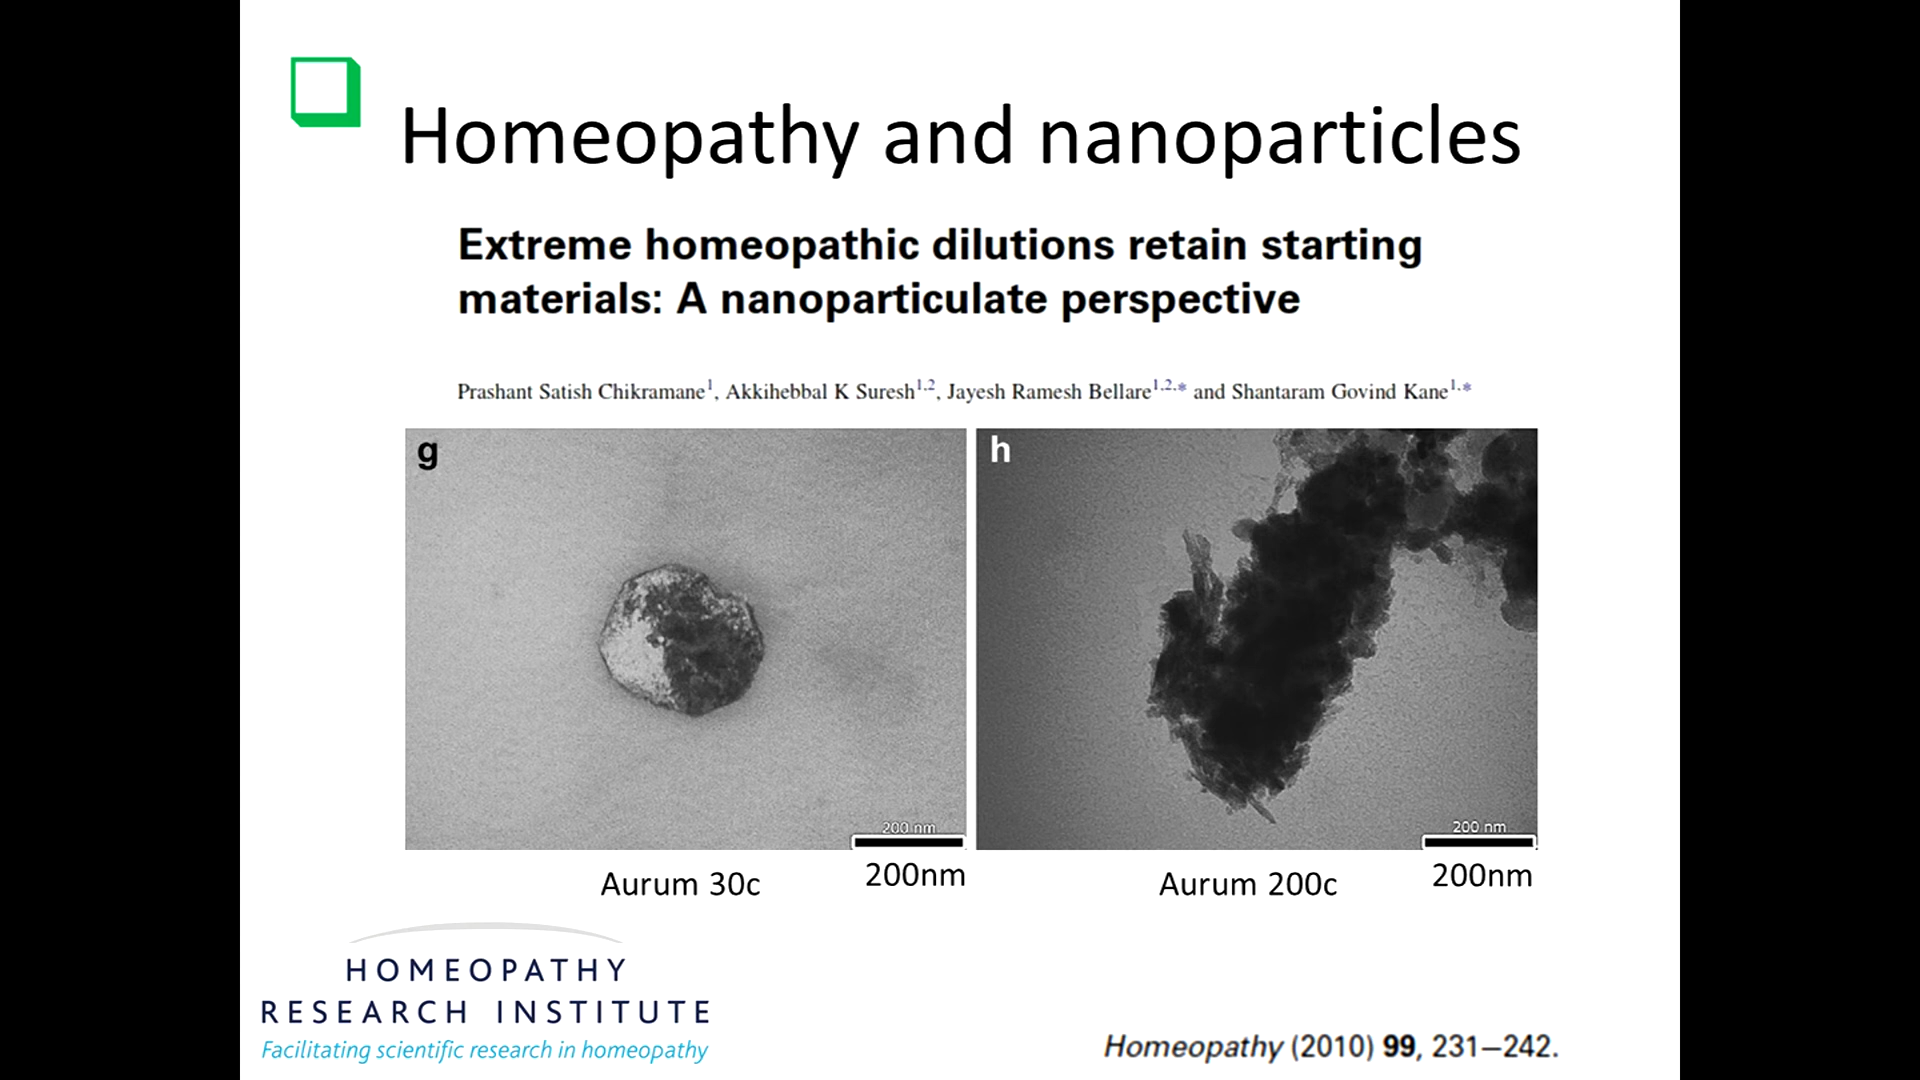 Homeopathy and nanoparticles
Extreme homeopathic dilutions retain starting
materials: A nanoparticulate perspective
Prashant Satish Chikramane1, Akkihebbal K Suresh1,2, Jayesh Ramesh Bellare1,2,* and Shantaram Govind Kane1,*
g
h
200 nm
200 nm
Aurum 30c
200nm
Aurum 200c
200nm
HOMEOPATHY
RESEARCH INSTITUTE
Facilitating scientific research in homeopathy
Homeopathy (2010) 99, 231–242.